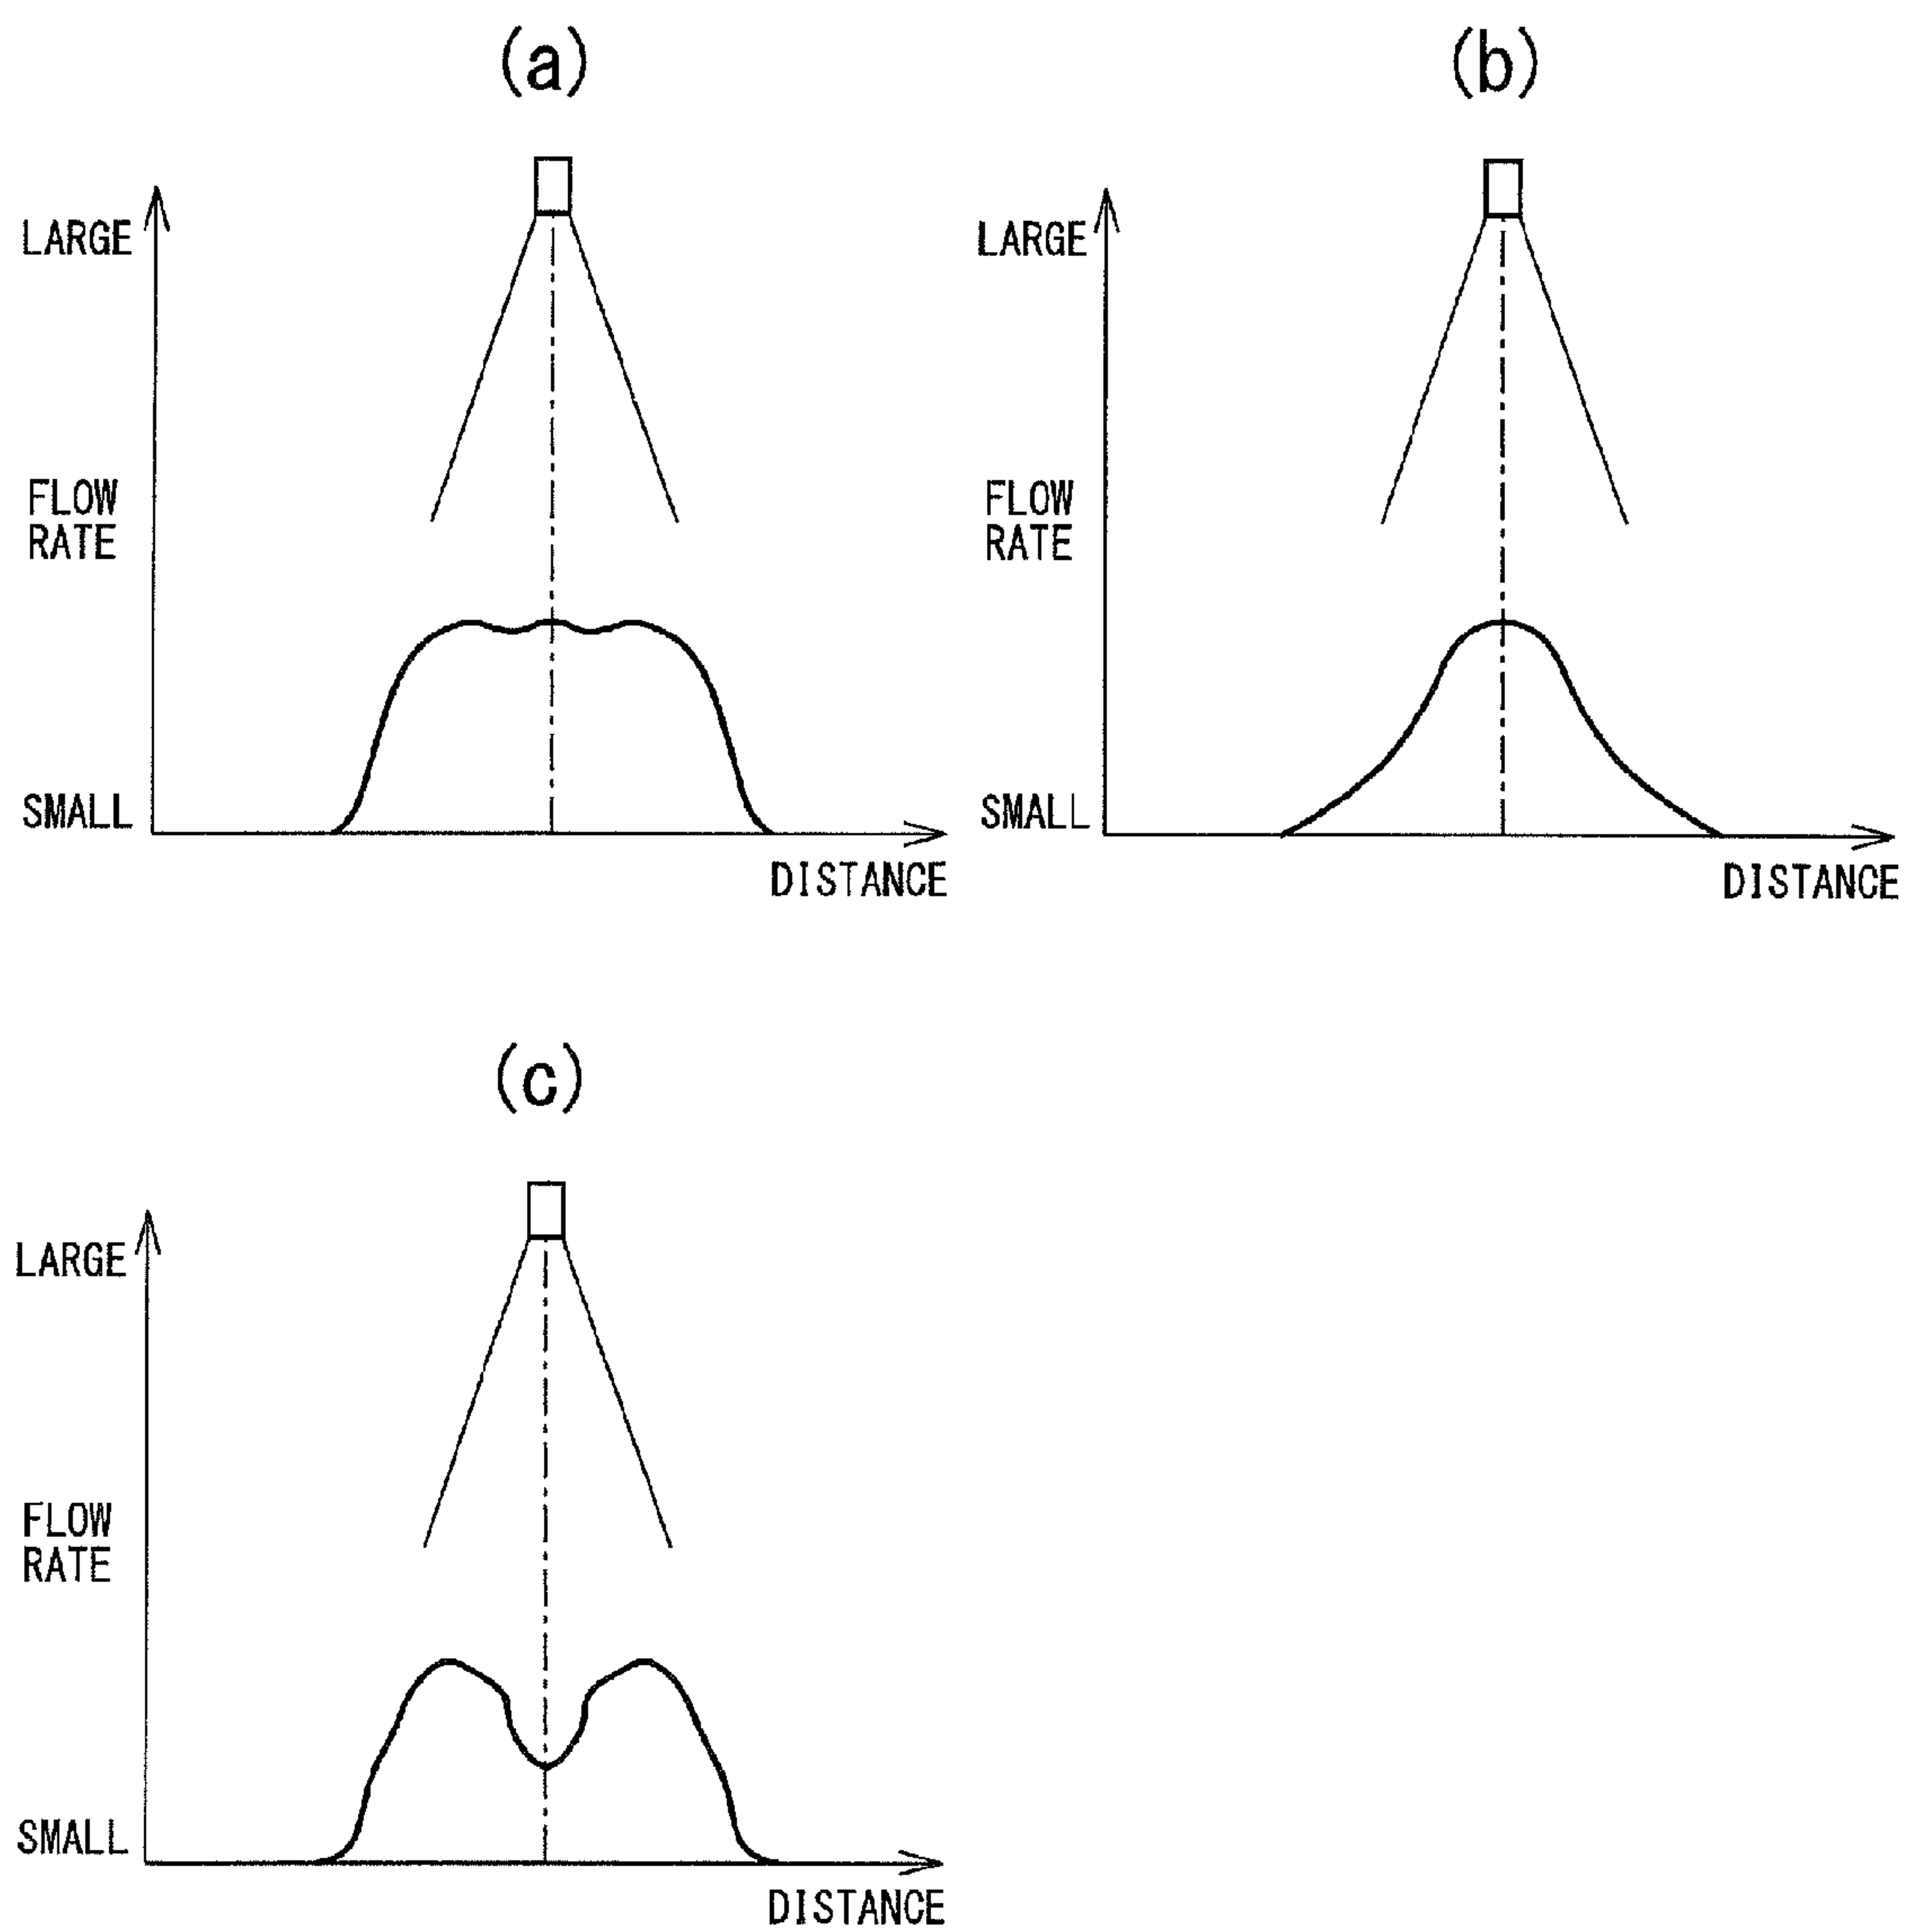 (a)
LARGE
FLOW
RATE
SMALL
DISTANCE
(b)
LARGE
FLOW
RATE
SMALL
DISTANCE
(c)
LARGE
FLOW
RATE
SMALL
DISTANCE